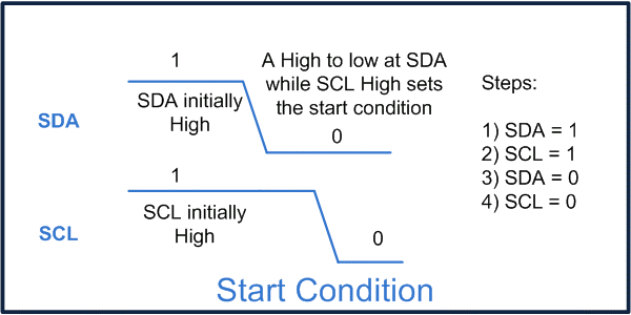 1
SDA initially
High
A High to low at SDA
while SCL High sets
the start condition
0
SDA
1
SCL initially
High
0
SCL
Steps:
1) SDA = 1
2) SCL = 1
3) SDA = 0
4) SCL = 0
Start Condition